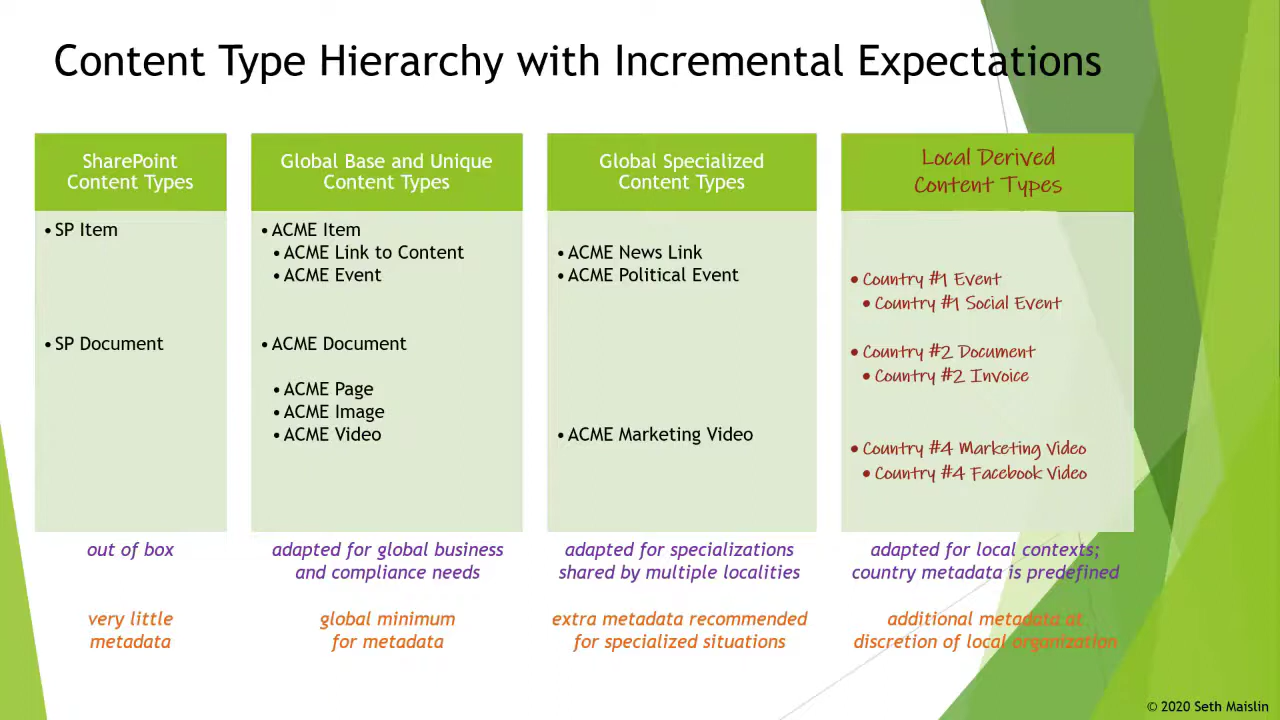 Content Type Hierarchy with Incremental Expectations
SharePoint
Content Types
• SP Item
• SP Document
out of box
very little
metadata
Global Base and Unique
Content Types
• ACME Item
• ACME Link to Content
• ACME Event
• ACME Document
• ACME Page
• ACME Image
• ACME Video
adapted for global business
and compliance needs
global minimum
for metadata
Global Specialized
Content Types
• ACME News Link
• ACME Political Event
• ACME Marketing Video
adapted for specializations
shared by multiple localities
extra metadata recommended
for specialized situations
Local Derived
Content Types
• Country #1 Event
• Country #1 Social Event
• Country #2 Document
• Country #2 Invoice
• Country #4 Marketing Video
• Country #4 Facebook Video
adapted for local contexts;
country metadata is predefined
additional metadata at
discretion of local organization
© 2020 Seth Maislin